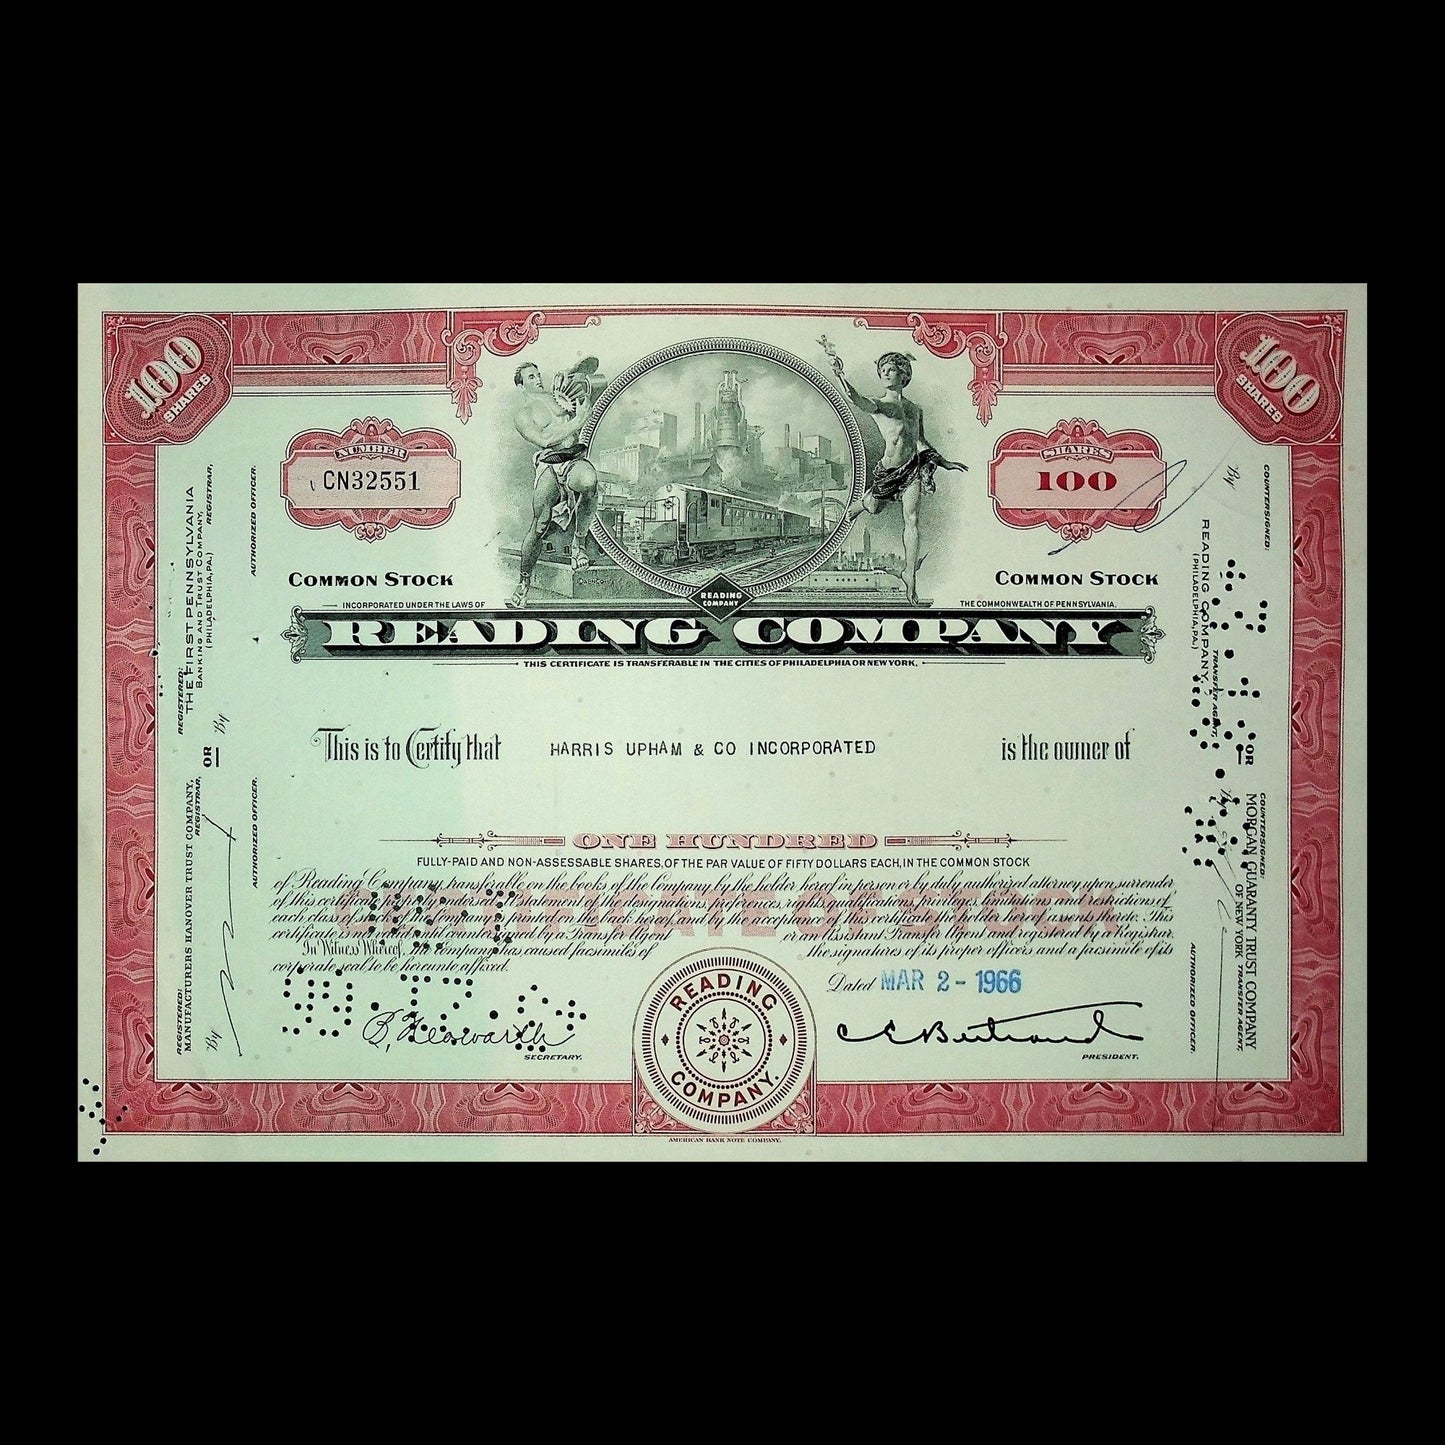 100
SHARES
100
SHARES
NUMBER
CN32551
SHARES
100
COMMON STOCK
COMMON STOCK
READING
COMPANY
INCORPORATED UNDER THE LAWS OF
THE COMMONWEALTH OF PENNSYLVANIA.
READING COMPANY
THIS CERTIFICATE IS TRANSFERABLE IN THE CITIES OF PHILADELPHIA OR NEW YORK.
This is to Certify that HARRIS UPHAM & CO INCORPORATED is the owner of
ONE HUNDRED
FULLY-PAID AND NON-ASSESSABLE SHARES, OF THE PAR VALUE OF FIFTY DOLLARS EACH, IN THE COMMON STOCK
CERTIFICATE OF STOCK
of Reading Company, transferable on the books of the Company by the holder hereof in person or by duly authorized attorney upon surrender
of this certificate properly endorsed. A statement of the designations, preferences, rights, qualifications, privileges, limitations and restrictions of
each class of stock of the Company is printed on the back hereof, and by the acceptance of this certificate the holder hereof assents thereto. This
certificate is not valid until countersigned by a Transfer Agent or an Assistant Transfer Agent and registered by a Registrar.
In Witness Whereof, the Company has caused facsimiles of the signatures of its proper officers and a facsimile of its
corporate seal to be hereunto affixed.
Dated MAR 2 - 1966
SECRETARY.
C E Bertrand
PRESIDENT.
READING
COMPANY.
AMERICAN BANK NOTE COMPANY.
REGISTERED:
THE FIRST PENNSYLVANIA
BANKING AND TRUST COMPANY,
(PHILADELPHIA, PA.) REGISTRAR,
By
AUTHORIZED OFFICER.
OR
REGISTERED:
MANUFACTURERS HANOVER TRUST COMPANY,
REGISTRAR,
By
AUTHORIZED OFFICER.
COUNTERSIGNED:
By
READING COMPANY,
(PHILADELPHIA, PA.) TRANSFER AGENT,
OR
COUNTERSIGNED:
MORGAN GUARANTY TRUST COMPANY
OF NEW YORK TRANSFER AGENT.
By
AUTHORIZED OFFICER.